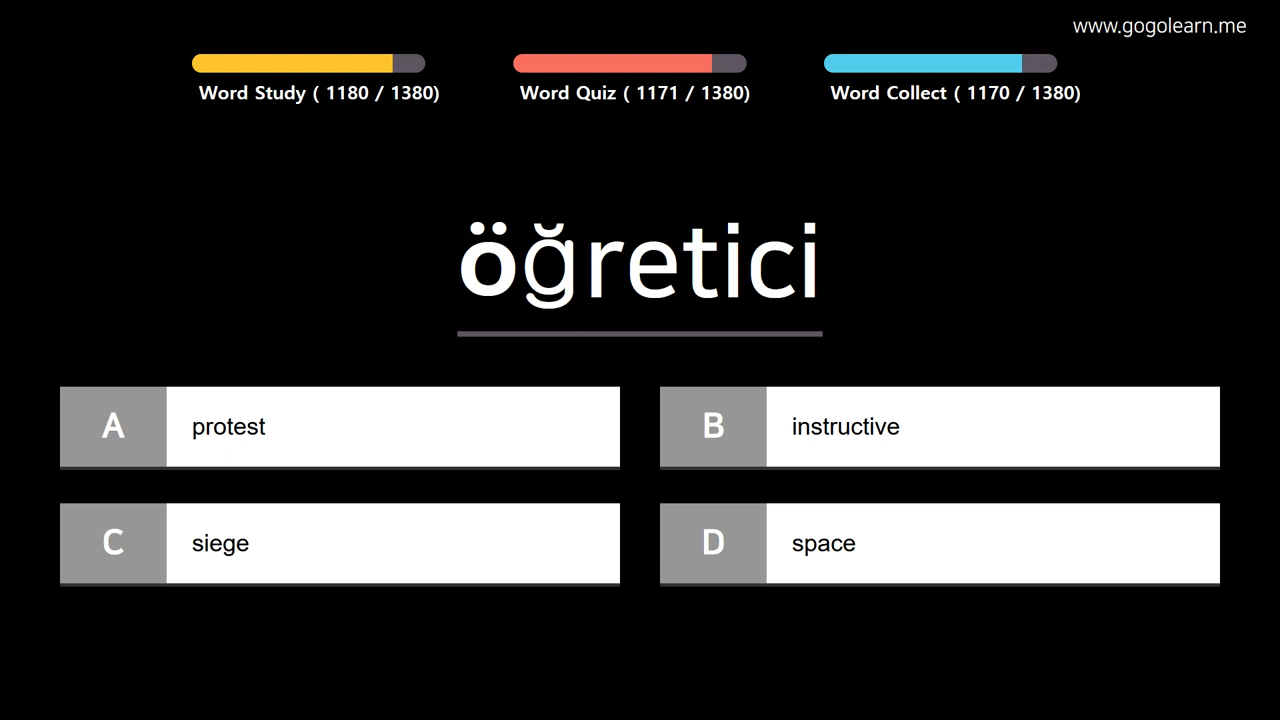 www.gogolearn.me
Word Study ( 1180 / 1380)
Word Quiz ( 1171 / 1380)
Word Collect ( 1170 / 1380)
öğretici
A protest
B instructive
C siege
D space